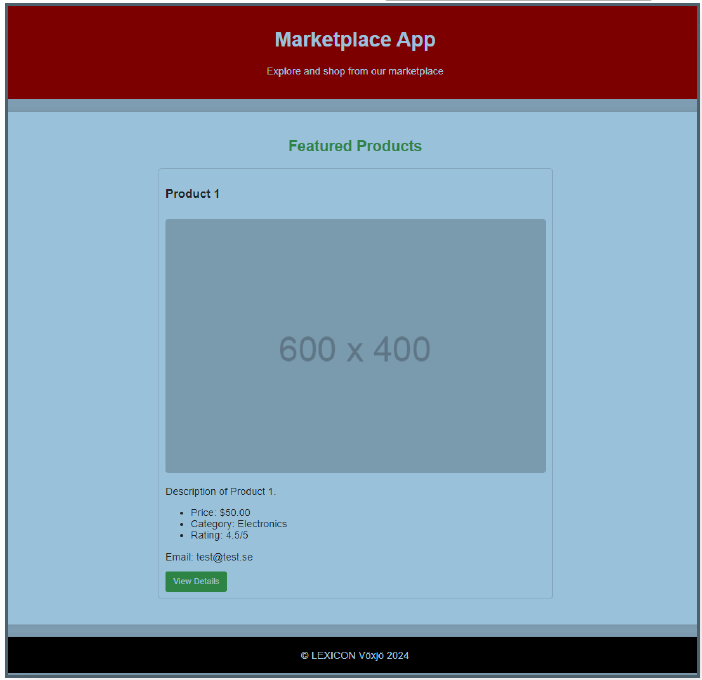 Marketplace App
Explore and shop from our marketplace
Featured Products
Product 1
600 x 400
Description of Product 1.
Price: $50.00
Category: Electronics
Rating: 4.5/5
Email: test@test.se
View Details
© LEXICON Växjö 2024